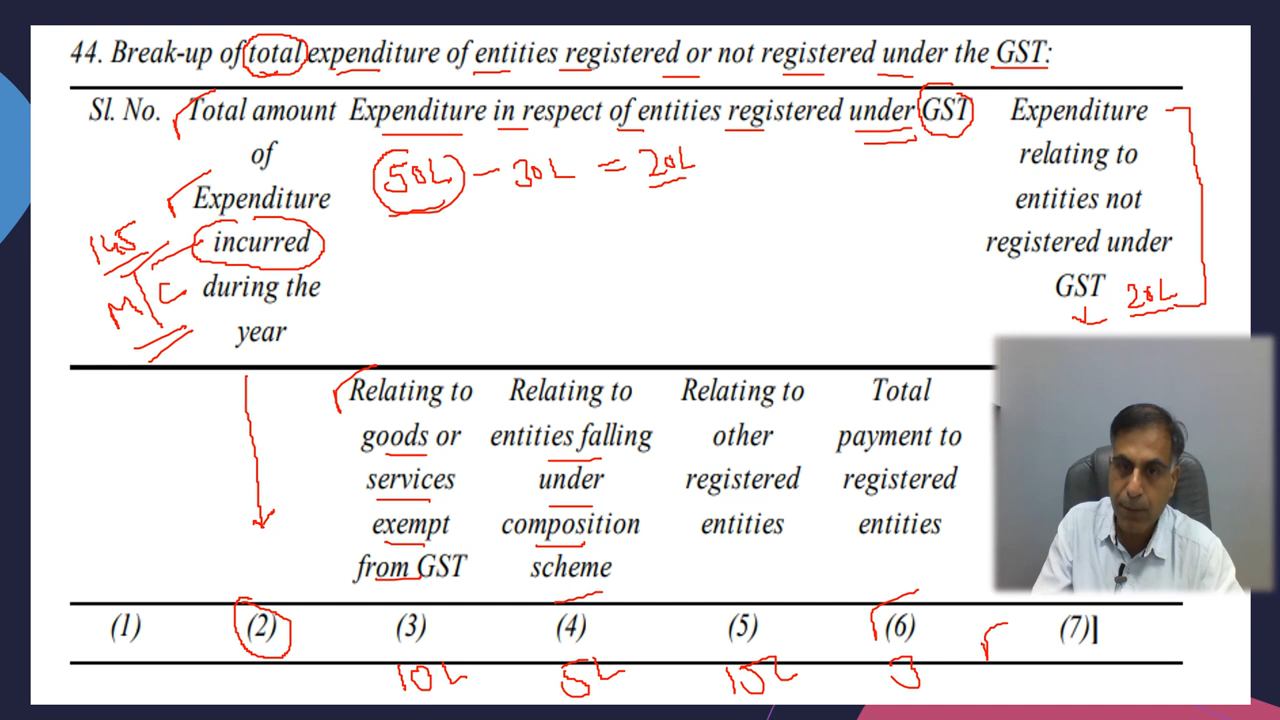 44. Break-up of total expenditure of entities registered or not registered under the GST:
Sl. No. Total amount of Expenditure incurred during the year
Expenditure in respect of entities registered under GST
Expenditure relating to entities not registered under GST
50L - 30L = 20L
145
M/C
20L
Relating to goods or services exempt from GST
Relating to entities falling under composition scheme
Relating to other registered entities
Total payment to registered entities
(1) (2) (3) (4) (5) (6) (7)]
10L 5L 15L 3